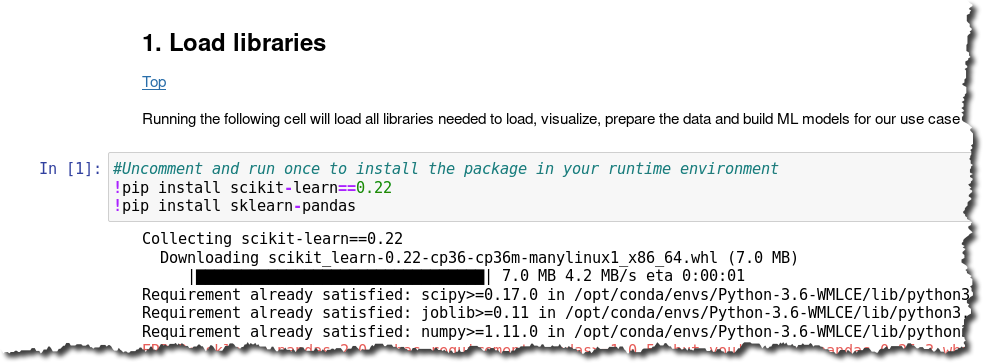 1. Load libraries
Top
Running the following cell will load all libraries needed to load, visualize, prepare the data and build ML models for our use case
In [1]: #Uncomment and run once to install the package in your runtime environment
!pip install scikit-learn==0.22
!pip install sklearn-pandas
Collecting scikit-learn==0.22
Downloading scikit_learn-0.22-cp36-cp36m-manylinux1_x86_64.whl (7.0 MB)
|████████████████████████████████| 7.0 MB 4.2 MB/s eta 0:00:01
Requirement already satisfied: scipy>=0.17.0 in /opt/conda/envs/Python-3.6-WMLCE/lib/python3
Requirement already satisfied: joblib>=0.11 in /opt/conda/envs/Python-3.6-WMLCE/lib/python3
Requirement already satisfied: numpy>=1.11.0 in /opt/conda/envs/Python-3.6-WMLCE/lib/python